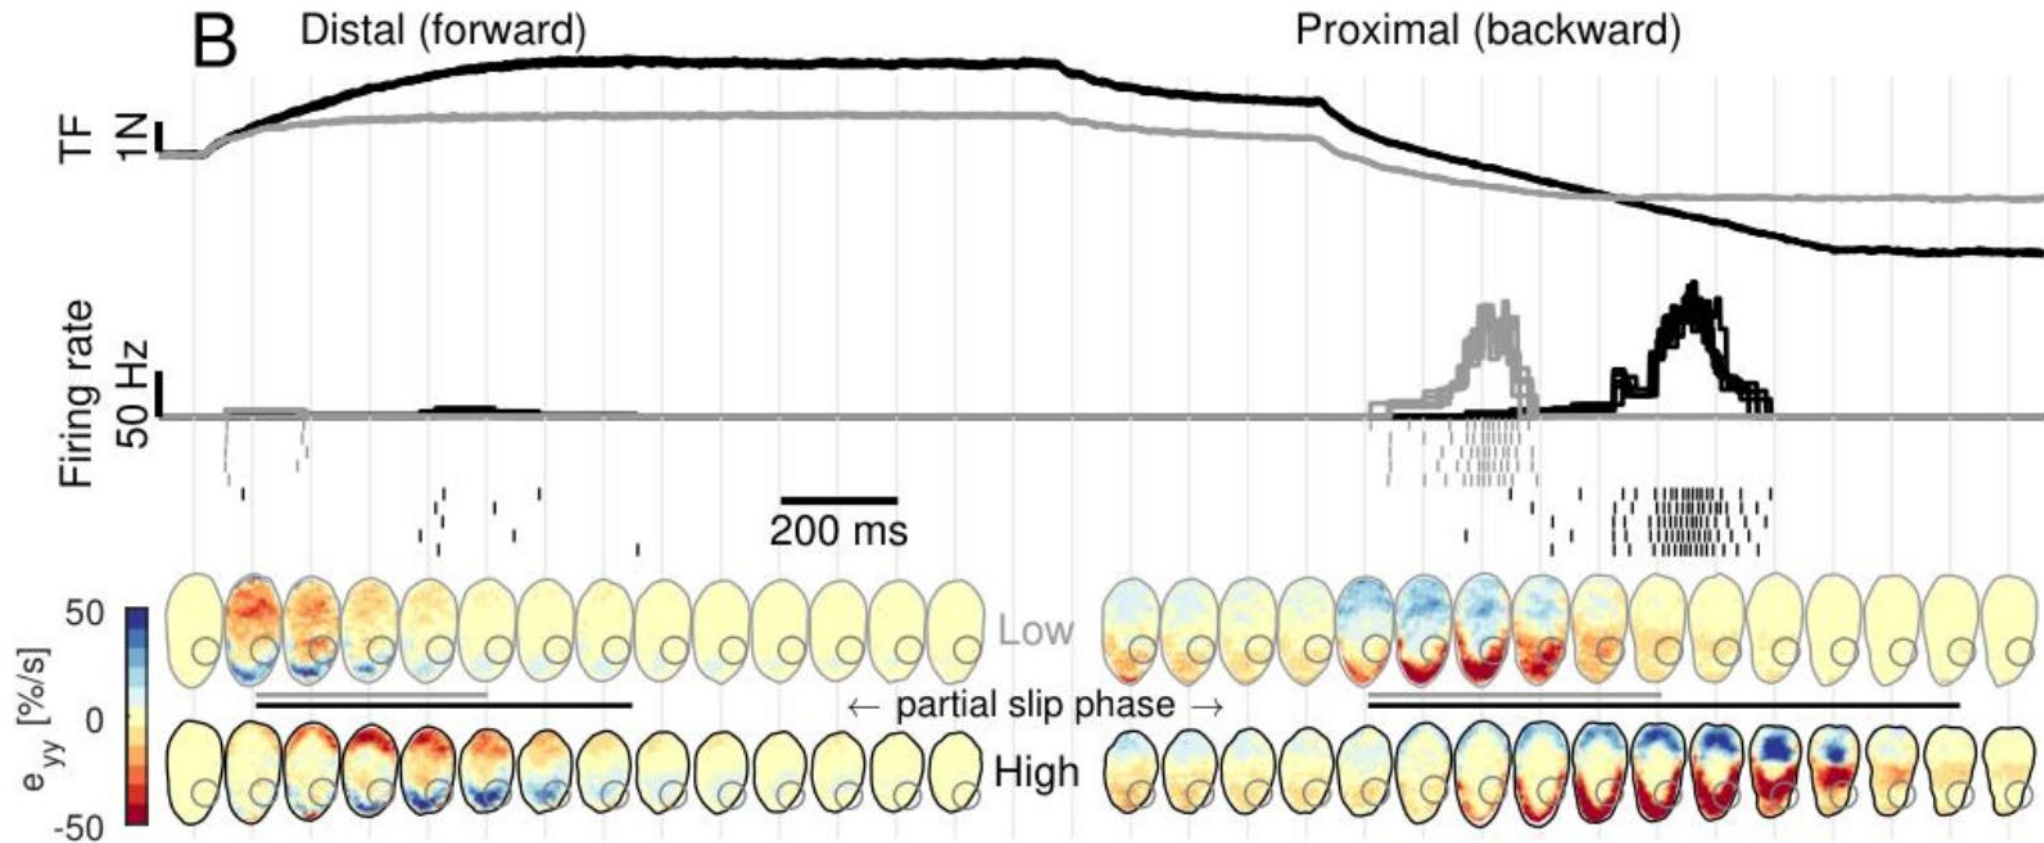 B
Distal (forward)
Proximal (backward)
TF
1N
Firing rate
50 Hz
200 ms
Low
← partial slip phase →
High
e_yy [%/s]
50
0
-50